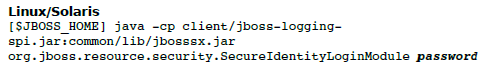 Linux/Solaris
[$JBOSS_HOME] java -cp client/jboss-logging-
spi.jar:common/lib/jbosssx.jar
org.jboss.resource.security.SecureIdentityLoginModule password